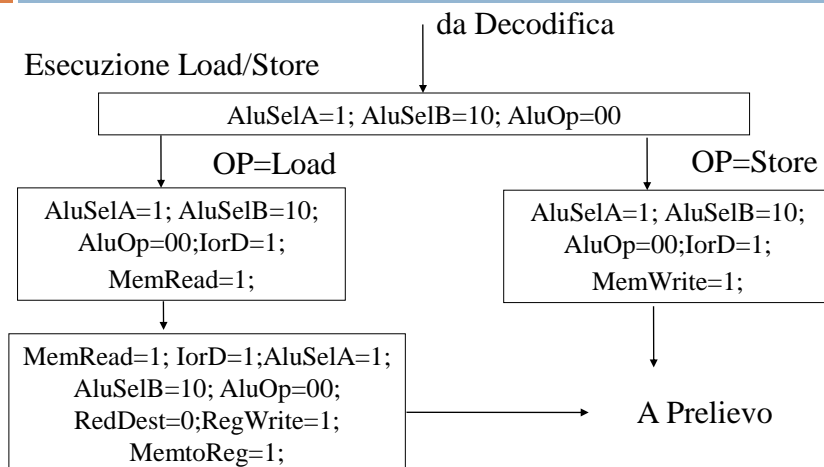 da Decodifica
Esecuzione Load/Store
AluSelA=1; AluSelB=10; AluOp=00
OP=Load
OP=Store
AluSelA=1; AluSelB=10;
AluOp=00;IorD=1;
MemRead=1;
AluSelA=1; AluSelB=10;
AluOp=00;IorD=1;
MemWrite=1;
MemRead=1; IorD=1;AluSelA=1;
AluSelB=10; AluOp=00;
RedDest=0;RegWrite=1;
MemtoReg=1;
A Prelievo